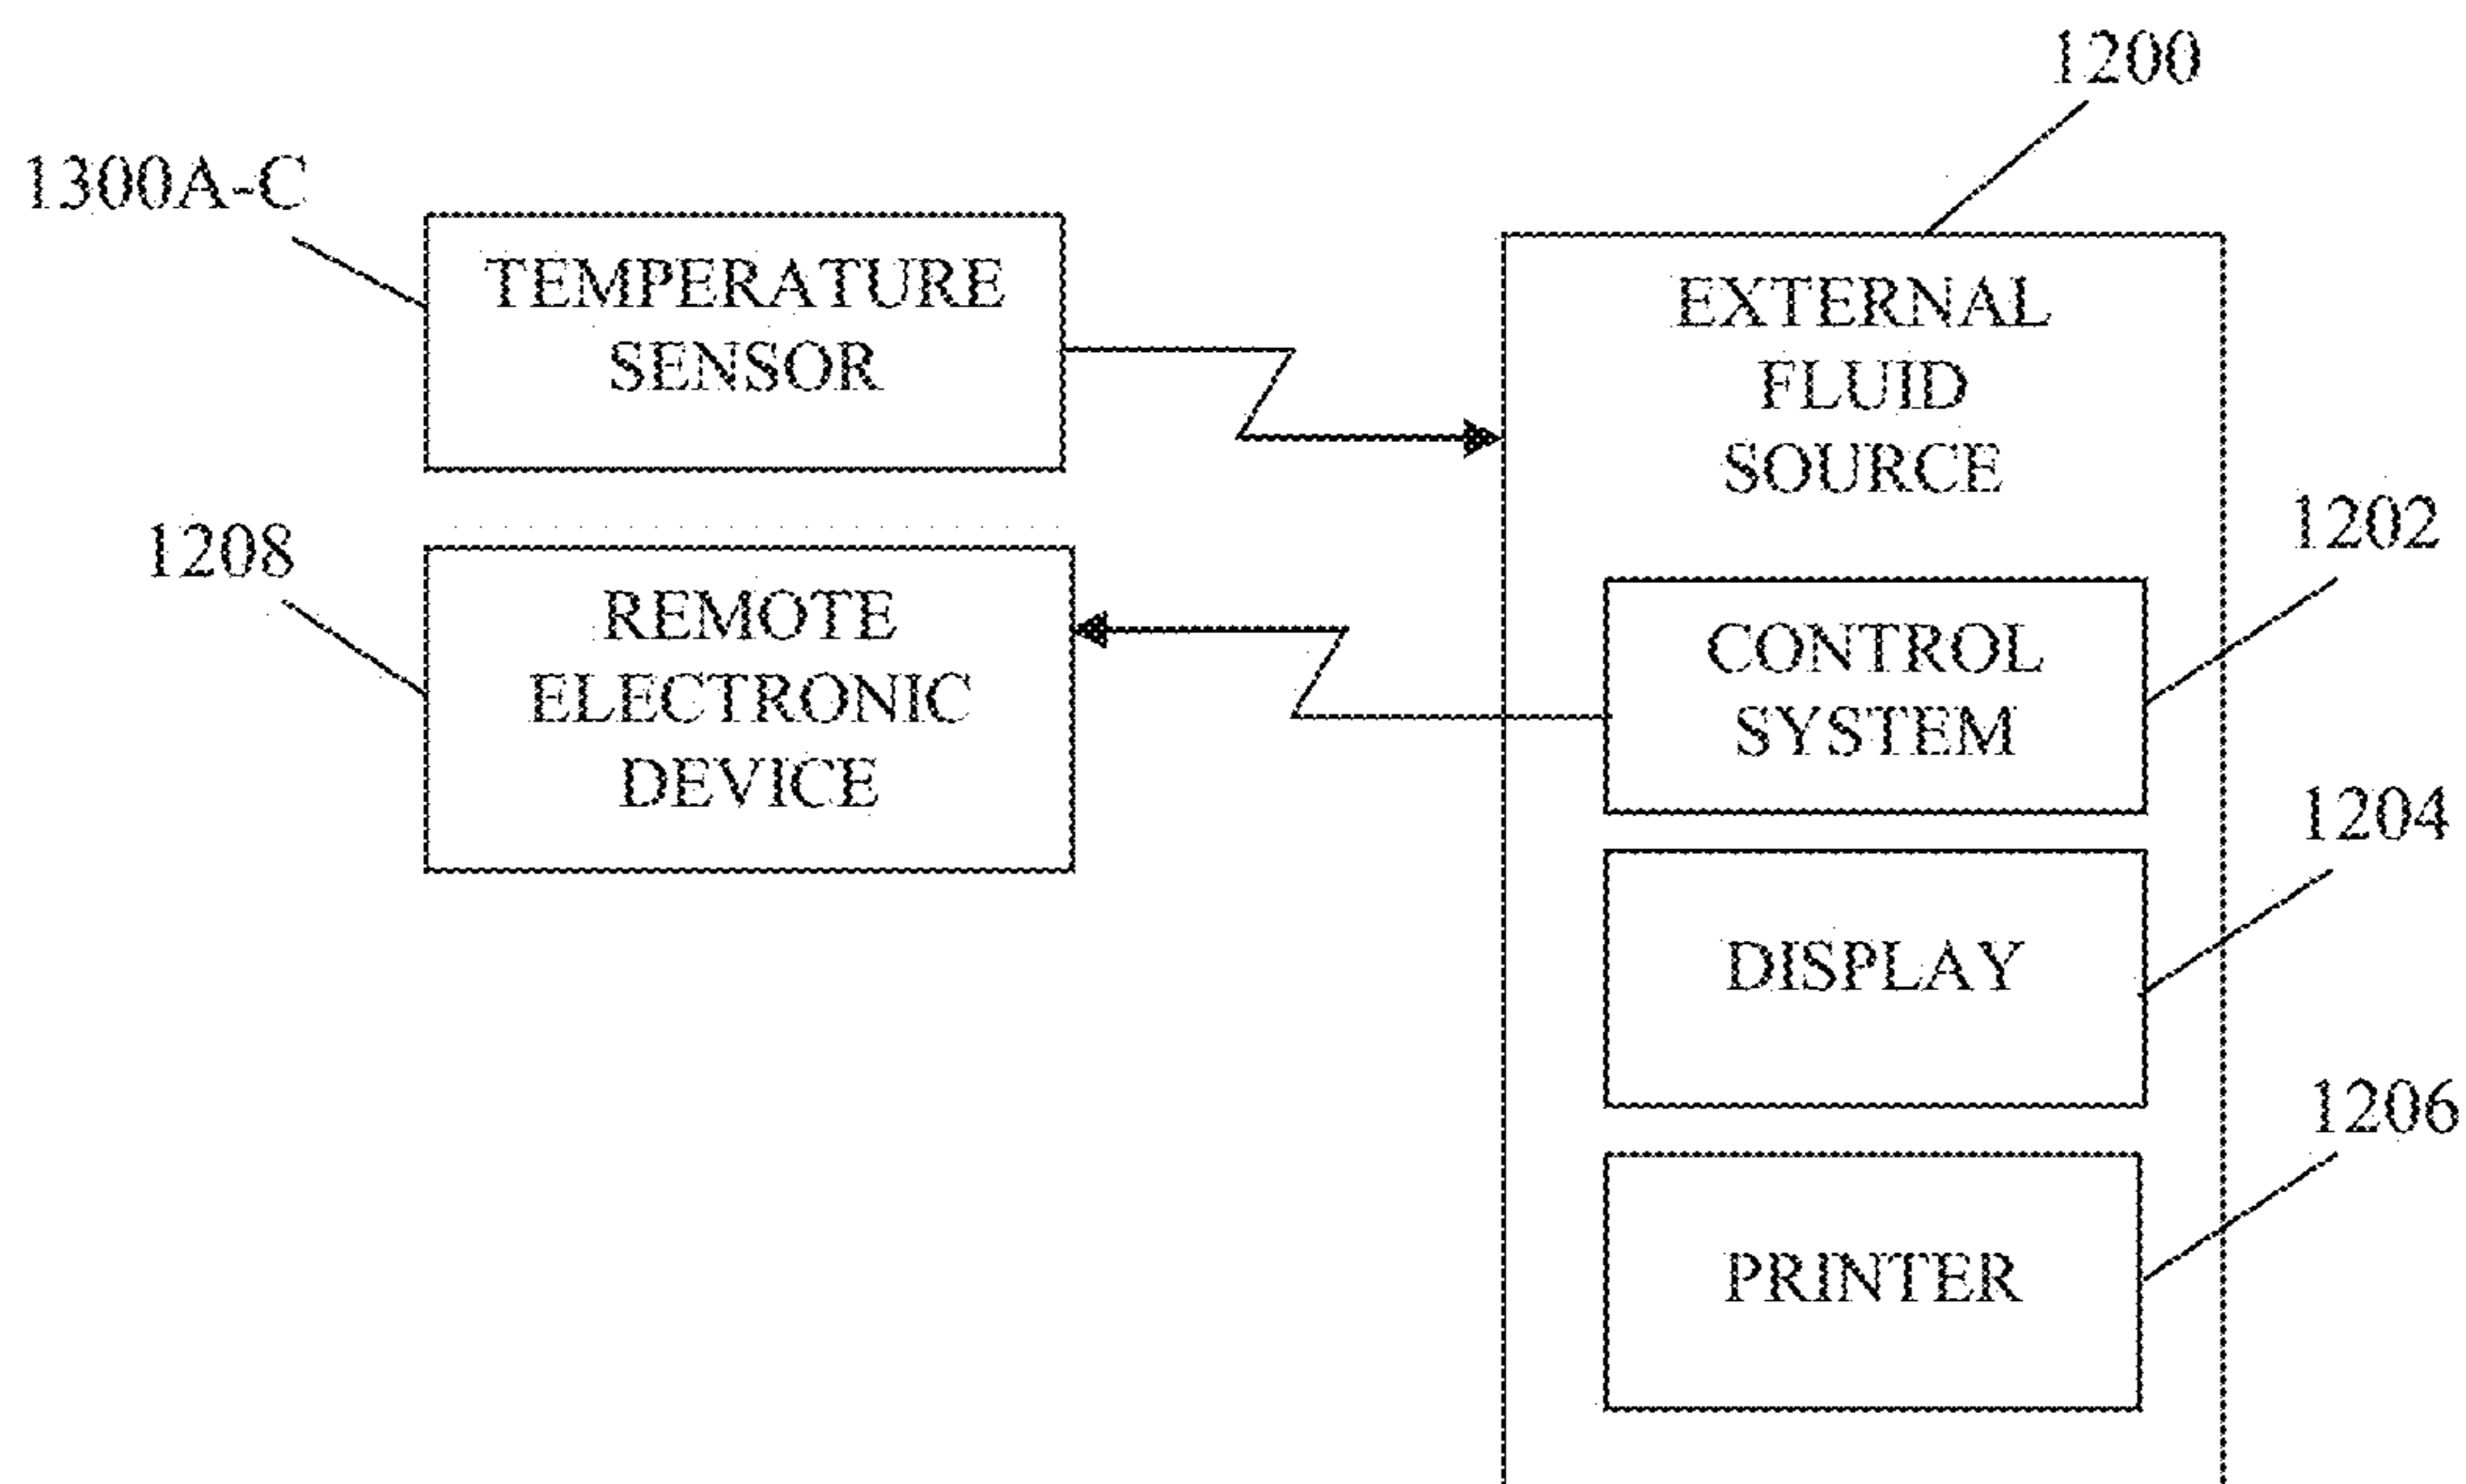 1200
1300A-C
TEMPERATURE
SENSOR
EXTERNAL
FLUID
SOURCE
1202
1208
REMOTE
ELECTRONIC
DEVICE
CONTROL
SYSTEM
1204
DISPLAY
1206
PRINTER